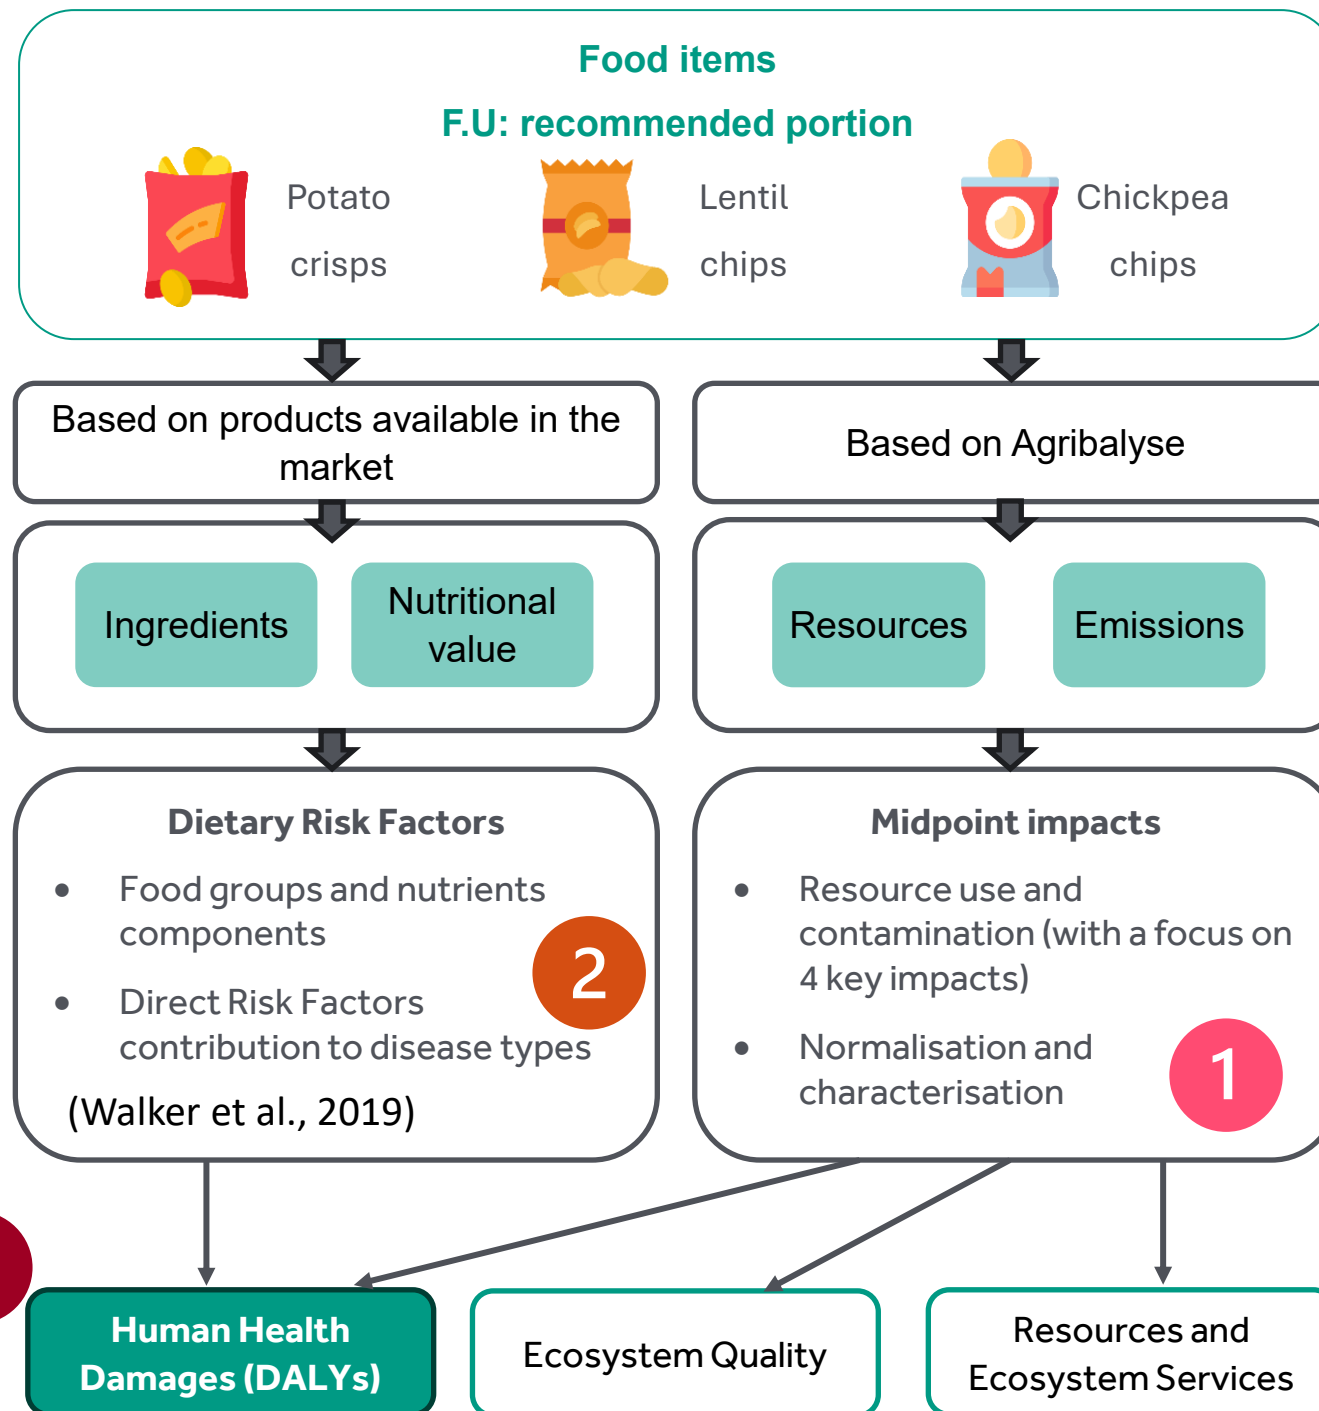 Food items
F.U: recommended portion
Potato
crisps
Lentil
chips
Chickpea
chips
Based on products available in the
market
Based on Agribalyse
Ingredients
Nutritional
value
Resources
Emissions
Dietary Risk Factors
• Food groups and nutrients
components
• Direct Risk Factors
contribution to disease types
(Walker et al., 2019)
2
Midpoint impacts
• Resource use and
contamination (with a focus on
4 key impacts)
• Normalisation and
characterisation
1
Human Health
Damages (DALYs)
Ecosystem Quality
Resources and
Ecosystem Services